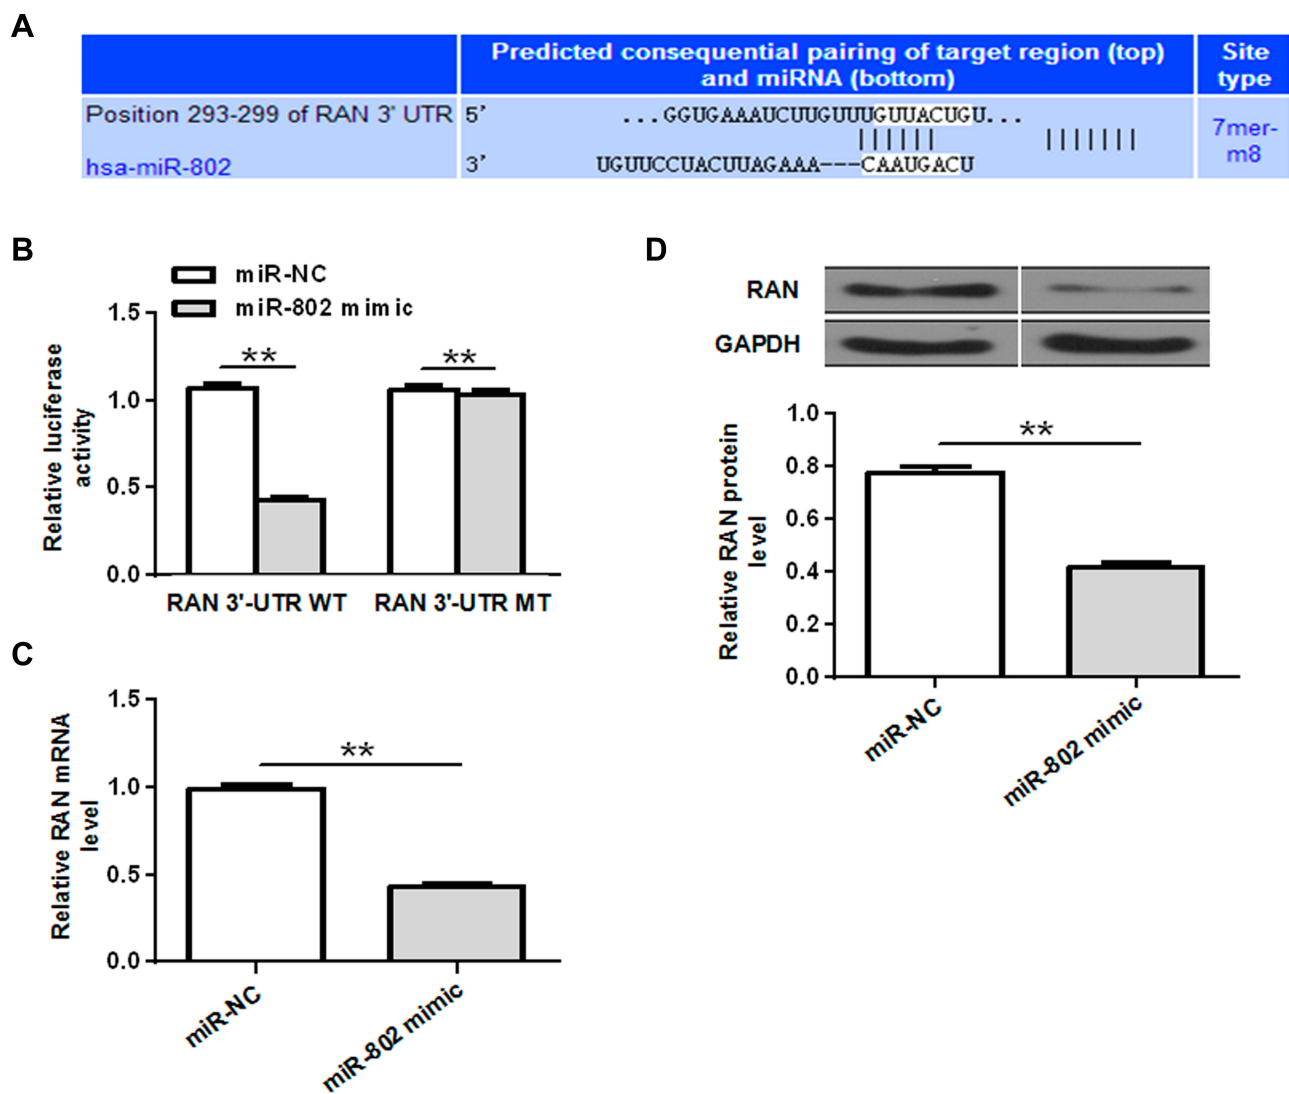 A
Predicted consequential pairing of target region (top)
and miRNA (bottom)
Site
type
Position 293-299 of RAN 3' UTR 5' ...GGUGAAAUCUUGUUUGUUACUGU...
|||||| |||||||
hsa-miR-802 3' UGUUCCUACUUAGAAA---CAAUGACU
7mer-
m8
B
miR-NC
miR-802 mimic
Relative luciferase
activity
1.5
1.0
0.5
0.0
**
**
RAN 3'-UTR WT
RAN 3'-UTR MT
C
Relative RAN mRNA
level
1.5
1.0
0.5
0.0
**
miR-NC
miR-802 mimic
D
RAN
GAPDH
Relative RAN protein
level
1.0
0.8
0.6
0.4
0.2
0.0
**
miR-NC
miR-802 mimic